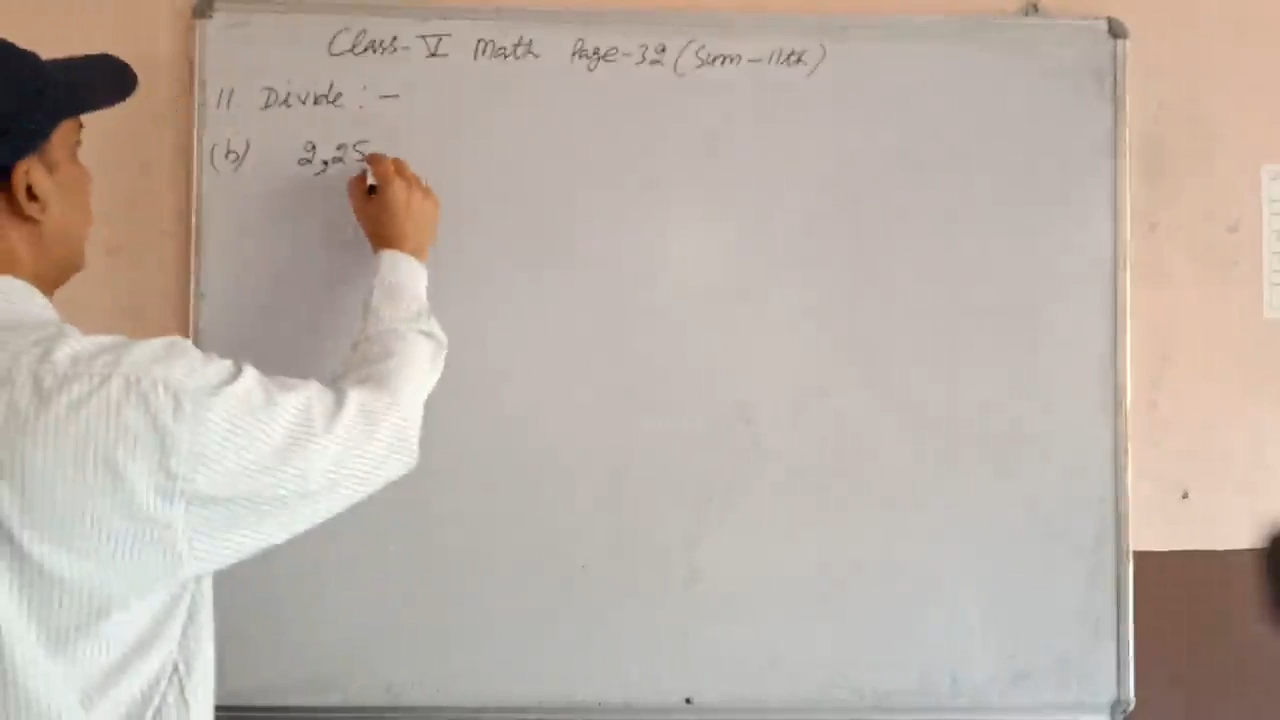 Class-V Math Page-32 (Sum-11th)
11 Divide :-
(b) 2,25